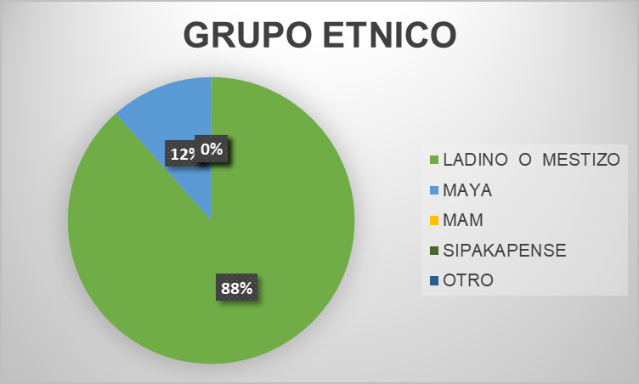 GRUPO ETNICO
12%
0%
88%
LADINO O MESTIZO
MAYA
MAM
SIPAKAPENSE
OTRO